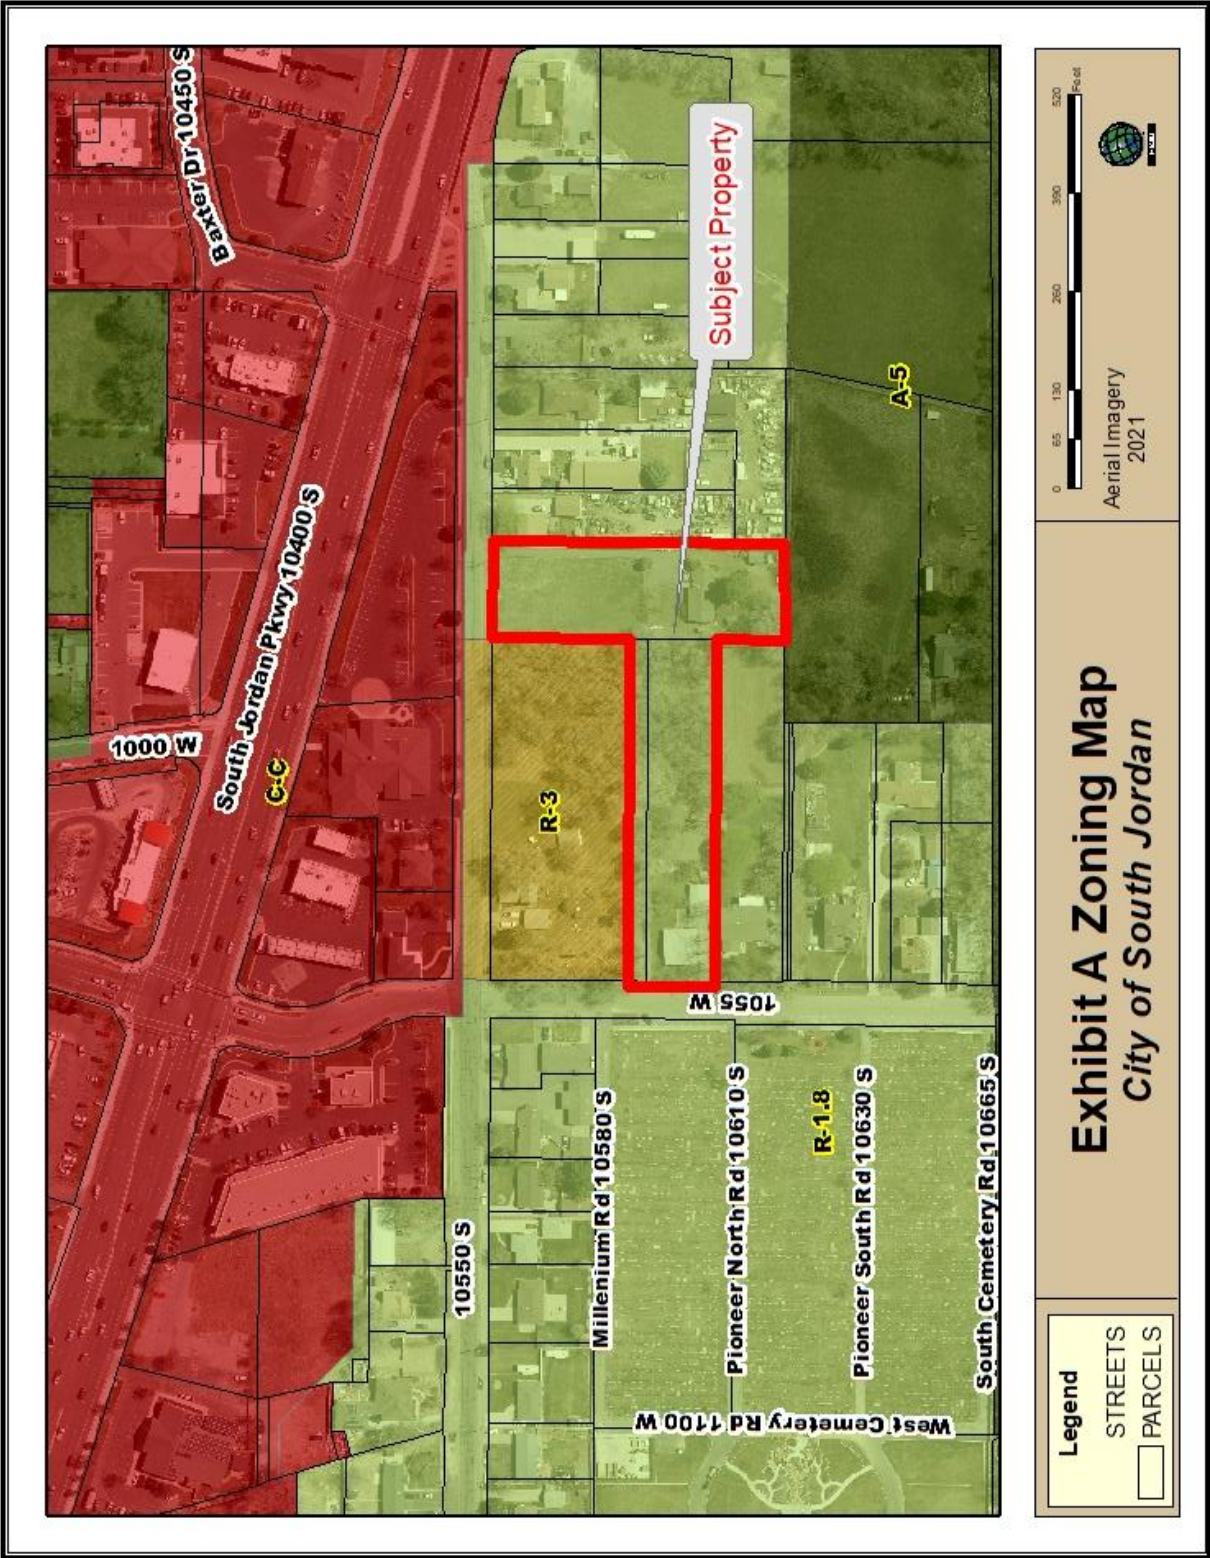 Baxter Dr 10450 S
South Jordan Pkwy 10400 S
1000 W
C-C
Subject Property
A-5
R-3
1055 W
10550 S
Millenium Rd 10580 S
Pioneer North Rd 10610 S
R-1.8
Pioneer South Rd 10630 S
South Cemetery Rd 10665 S
West Cemetery Rd 1100 W
Legend
STREETS
PARCELS
Exhibit A Zoning Map
City of South Jordan
0 65 130 260 390 520
Feet
Aerial Imagery
2021